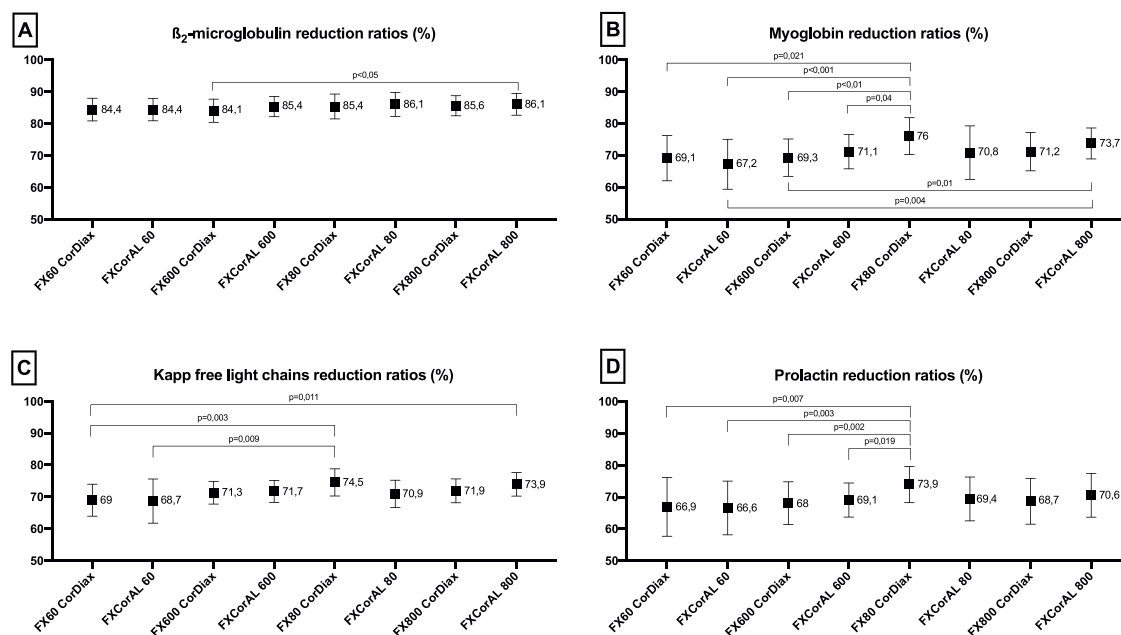 A
ß2-microglobulin reduction ratios (%)
100
90
80
70
60
50
p<0,05
84,4
84,4
84,1
85,4
85,4
86,1
85,6
86,1
FX60 CorDiax
FXCorAL 60
FX600 CorDiax
FXCorAL 600
FX80 CorDiax
FXCorAL 80
FX800 CorDiax
FXCorAL 800
B
Myoglobin reduction ratios (%)
100
90
80
70
60
50
p=0,021
p<0,001
p<0,01
p=0,04
69,1
67,2
69,3
71,1
76
70,8
71,2
73,7
p=0,01
p=0,004
FX60 CorDiax
FXCorAL 60
FX600 CorDiax
FXCorAL 600
FX80 CorDiax
FXCorAL 80
FX800 CorDiax
FXCorAL 800
C
Kapp free light chains reduction ratios (%)
100
90
80
70
60
50
p=0,011
p=0,003
p=0,009
69
68,7
71,3
71,7
74,5
70,9
71,9
73,9
FX60 CorDiax
FXCorAL 60
FX600 CorDiax
FXCorAL 600
FX80 CorDiax
FXCorAL 80
FX800 CorDiax
FXCorAL 800
D
Prolactin reduction ratios (%)
100
90
80
70
60
50
p=0,007
p=0,003
p=0,002
p=0,019
66,9
66,6
68
69,1
73,9
69,4
68,7
70,6
FX60 CorDiax
FXCorAL 60
FX600 CorDiax
FXCorAL 600
FX80 CorDiax
FXCorAL 80
FX800 CorDiax
FXCorAL 800